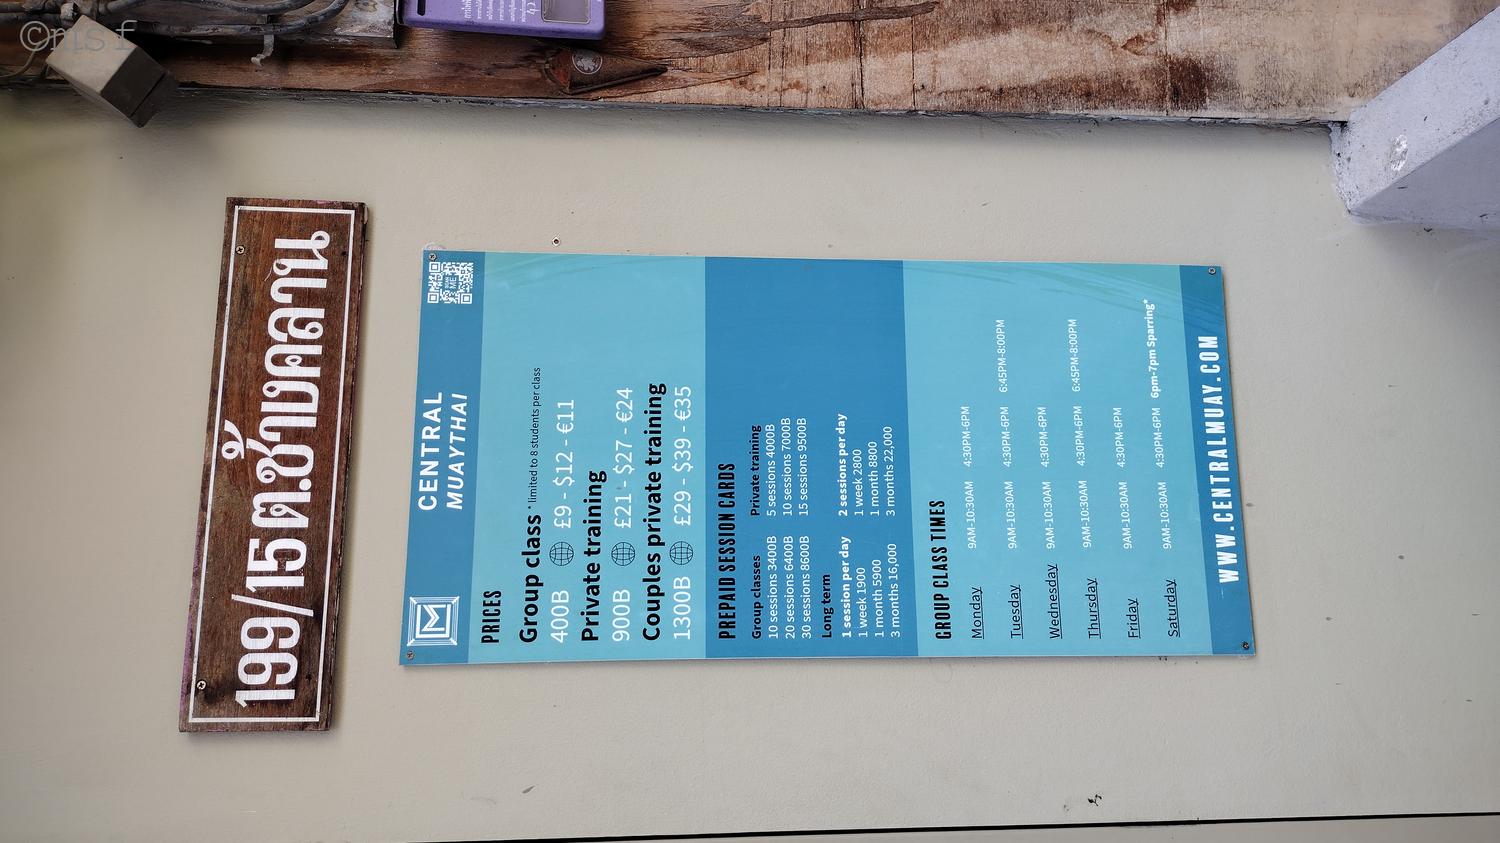 ©msf
199/15 ต.ช้างคลาน
CENTRAL
MUAYTHAI
SCAN ME
PRICES
Group class *limited to 8 students per class
400B £9 - $12 - €11
Private training
900B £21 - $27 - €24
Couples private training
1300B £29 - $39 - €35
PREPAID SESSION CARDS
Group classes
10 sessions 3400B
20 sessions 6400B
30 sessions 8600B
Private training
5 sessions 4000B
10 sessions 7000B
15 sessions 9500B
Long term
1 session per day
1 week 1900
1 month 5900
3 months 16,000
2 sessions per day
1 week 2800
1 month 8800
3 months 22,000
GROUP CLASS TIMES
Monday 9AM-10:30AM 4:30PM-6PM
Tuesday 9AM-10:30AM 4:30PM-6PM 6:45PM-8:00PM
Wednesday 9AM-10:30AM 4:30PM-6PM
Thursday 9AM-10:30AM 4:30PM-6PM 6:45PM-8:00PM
Friday 9AM-10:30AM 4:30PM-6PM
Saturday 9AM-10:30AM 4:30PM-6PM 6pm-7pm Sparring*
WWW.CENTRALMUAY.COM